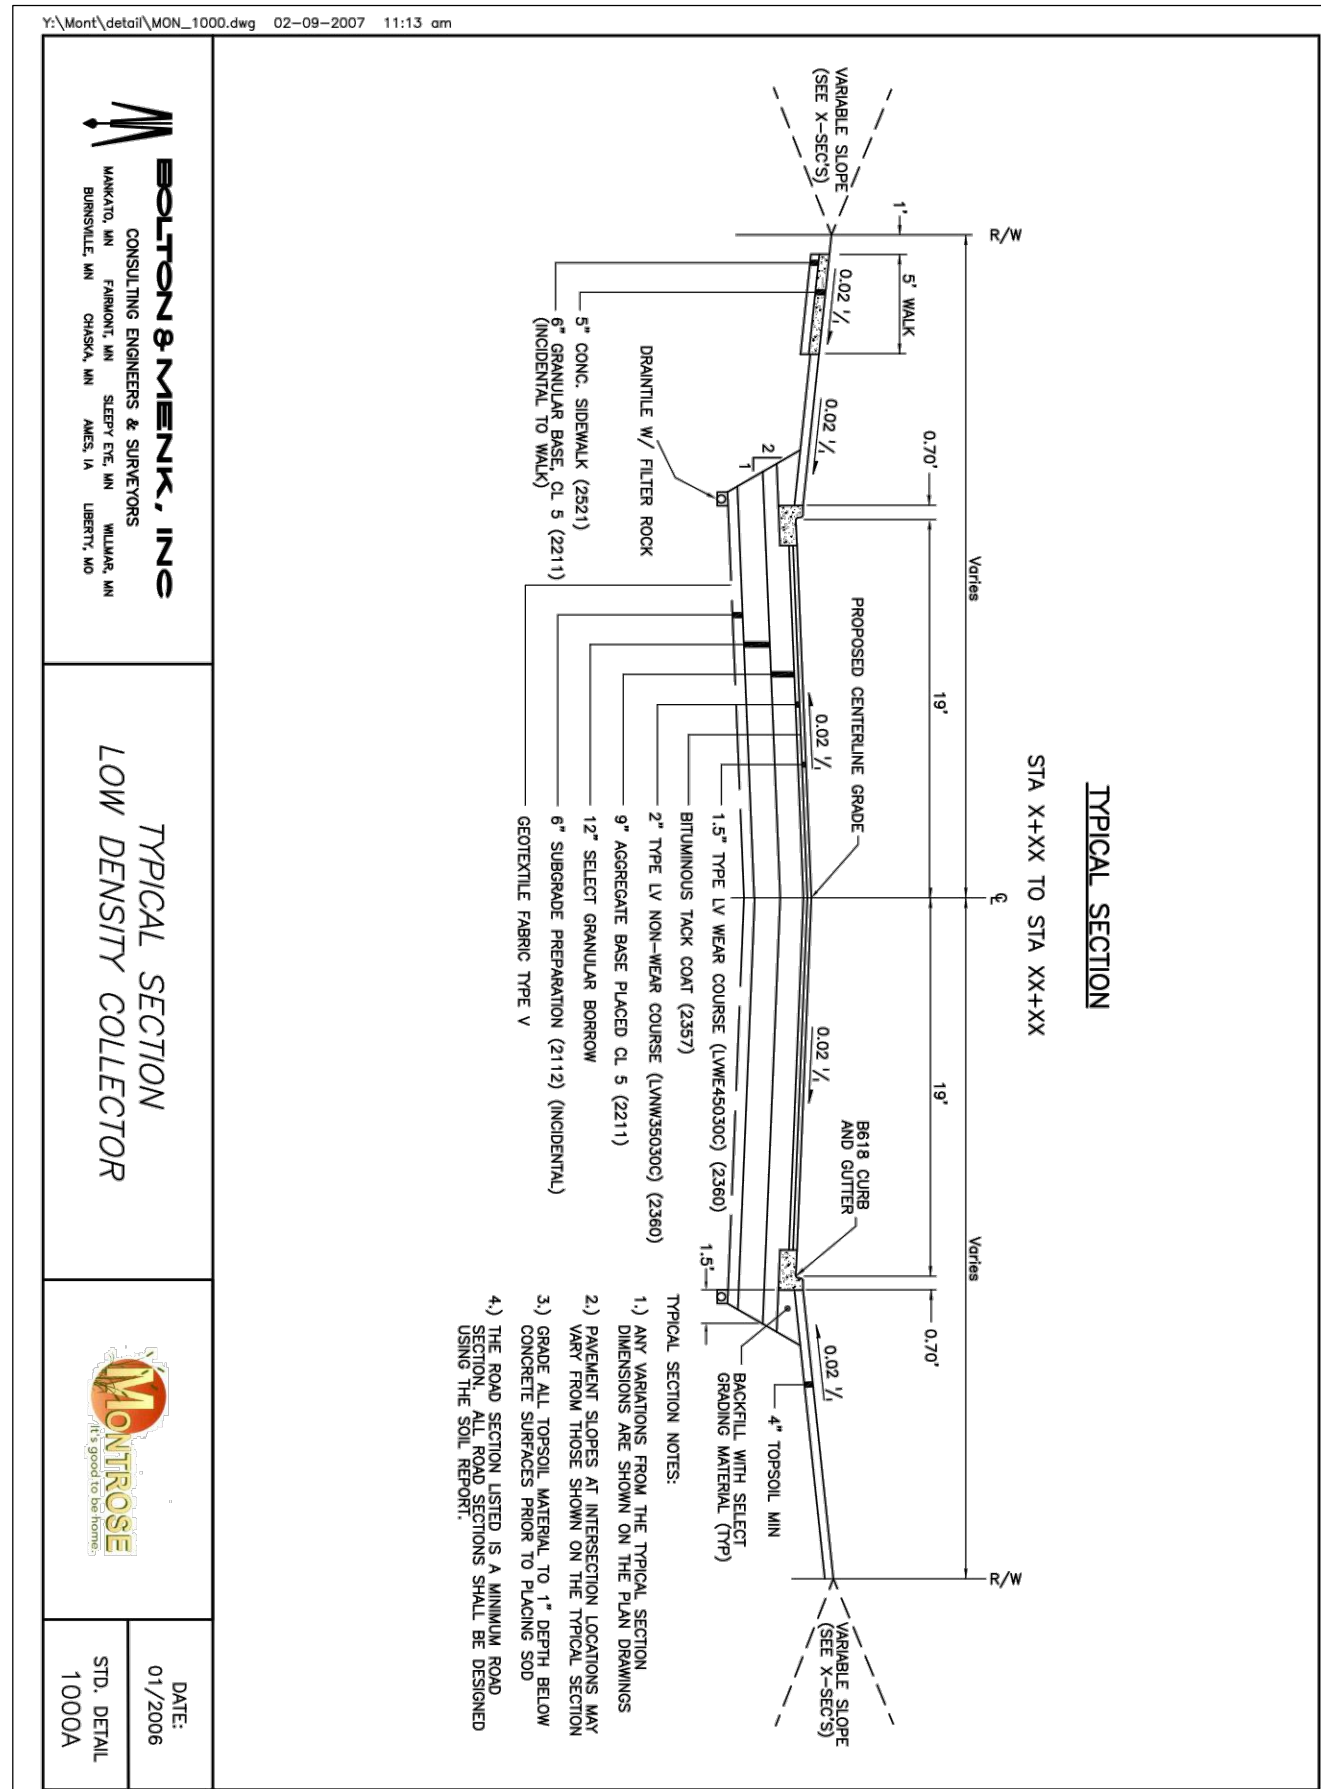 Y:\Mont\detail\MON_1000.dwg   02-09-2007   11:13 am
TYPICAL SECTION
STA X+XX TO STA XX+XX
R/W
℄
R/W
Varies
Varies
1'
5' WALK
0.70'
19'
19'
0.70'
VARIABLE SLOPE
(SEE X-SEC'S)
0.02 '/'
0.02 '/'
PROPOSED CENTERLINE GRADE
0.02 '/'
0.02 '/'
B618 CURB
AND GUTTER
0.02 '/'
VARIABLE SLOPE
(SEE X-SEC'S)
2
1
1.5'
DRAINTILE W/ FILTER ROCK
5" CONC. SIDEWALK (2521)
6" GRANULAR BASE, CL 5 (2211)
(INCIDENTAL TO WALK)
1.5" TYPE LV WEAR COURSE (LVWE45030C) (2360)
BITUMINOUS TACK COAT (2357)
2" TYPE LV NON-WEAR COURSE (LVNW35030C) (2360)
9" AGGREGATE BASE PLACED CL 5 (2211)
12" SELECT GRANULAR BORROW
6" SUBGRADE PREPARATION (2112) (INCIDENTAL)
GEOTEXTILE FABRIC TYPE V
4" TOPSOIL MIN
BACKFILL WITH SELECT
GRADING MATERIAL (TYP)
TYPICAL SECTION NOTES:
1.) ANY VARIATIONS FROM THE TYPICAL SECTION
DIMENSIONS ARE SHOWN ON THE PLAN DRAWINGS
2.) PAVEMENT SLOPES AT INTERSECTION LOCATIONS MAY
VARY FROM THOSE SHOWN ON THE TYPICAL SECTION
3.) GRADE ALL TOPSOIL MATERIAL TO 1" DEPTH BELOW
CONCRETE SURFACES PRIOR TO PLACING SOD
4.) THE ROAD SECTION LISTED IS A MINIMUM ROAD
SECTION. ALL ROAD SECTIONS SHALL BE DESIGNED
USING THE SOIL REPORT.
BOLTON & MENK, INC
CONSULTING ENGINEERS & SURVEYORS
MANKATO, MN   FAIRMONT, MN   SLEEPY EYE, MN   WILLMAR, MN
BURNSVILLE, MN   CHASKA, MN   AMES, IA   LIBERTY, MO
TYPICAL SECTION
LOW DENSITY COLLECTOR
MONTROSE
It's good to be home.
DATE:
01/2006
STD. DETAIL
1000A